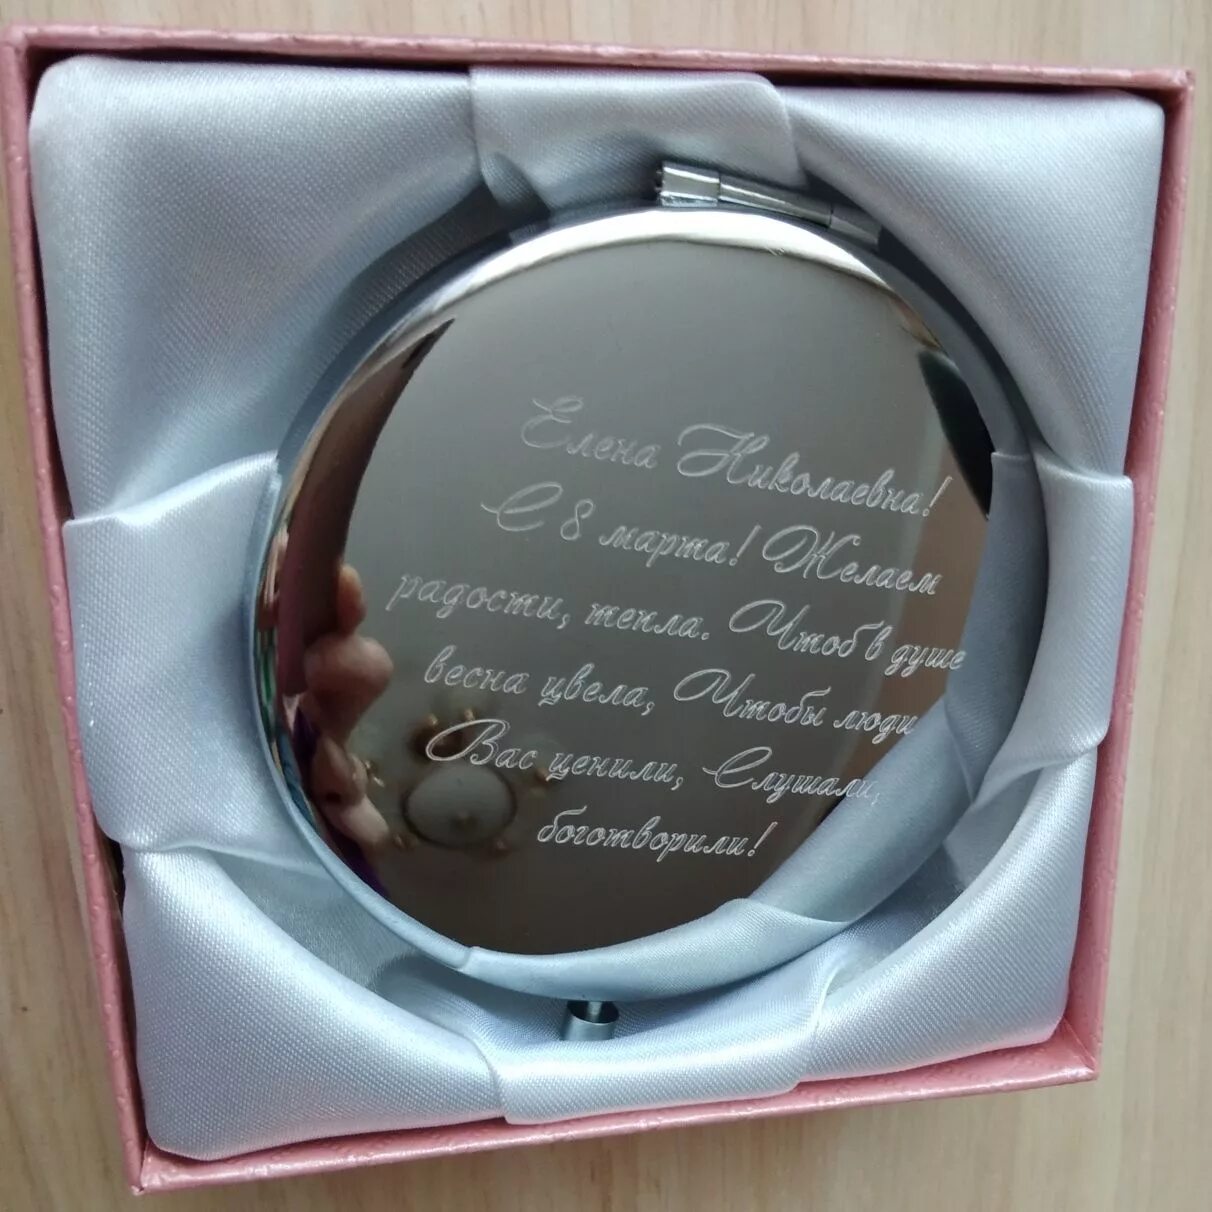 Елена Николаевна!
С 8 марта! Желаем
радости, тепла. Чтоб в душе
весна цвела, Чтобы люди
Вас ценили, Слушали,
боготворили!